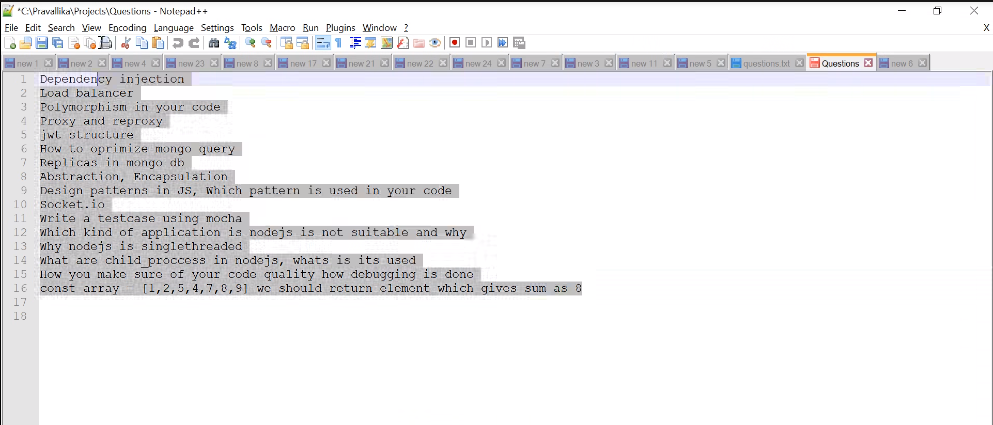 *C:\Pravallika\Projects\Questions - Notepad++
File Edit Search View Encoding Language Settings Tools Macro Run Plugins Window ?
X
new 1 new 2 new 4 new 23 new 8 new 17 new 21 new 22 new 24 new 7 new 3 new 11 new 5 questions.txt Questions new 6
1 Dependency injection
2 Load balancer
3 Polymorphism in your code
4 Proxy and reproxy
5 jwt structure
6 How to oprimize mongo query
7 Replicas in mongo db
8 Abstraction, Encapsulation
9 Design patterns in JS, Which pattern is used in your code
10 Socket.io
11 Write a testcase using mocha
12 Which kind of application is nodejs is not suitable and why
13 Why nodejs is singlethreaded
14 What are child_proccess in nodejs, whats is its used
15 How you make sure of your code quality how debugging is done
16 const array = [1,2,5,4,7,8,9] we should return element which gives sum as 8
17
18